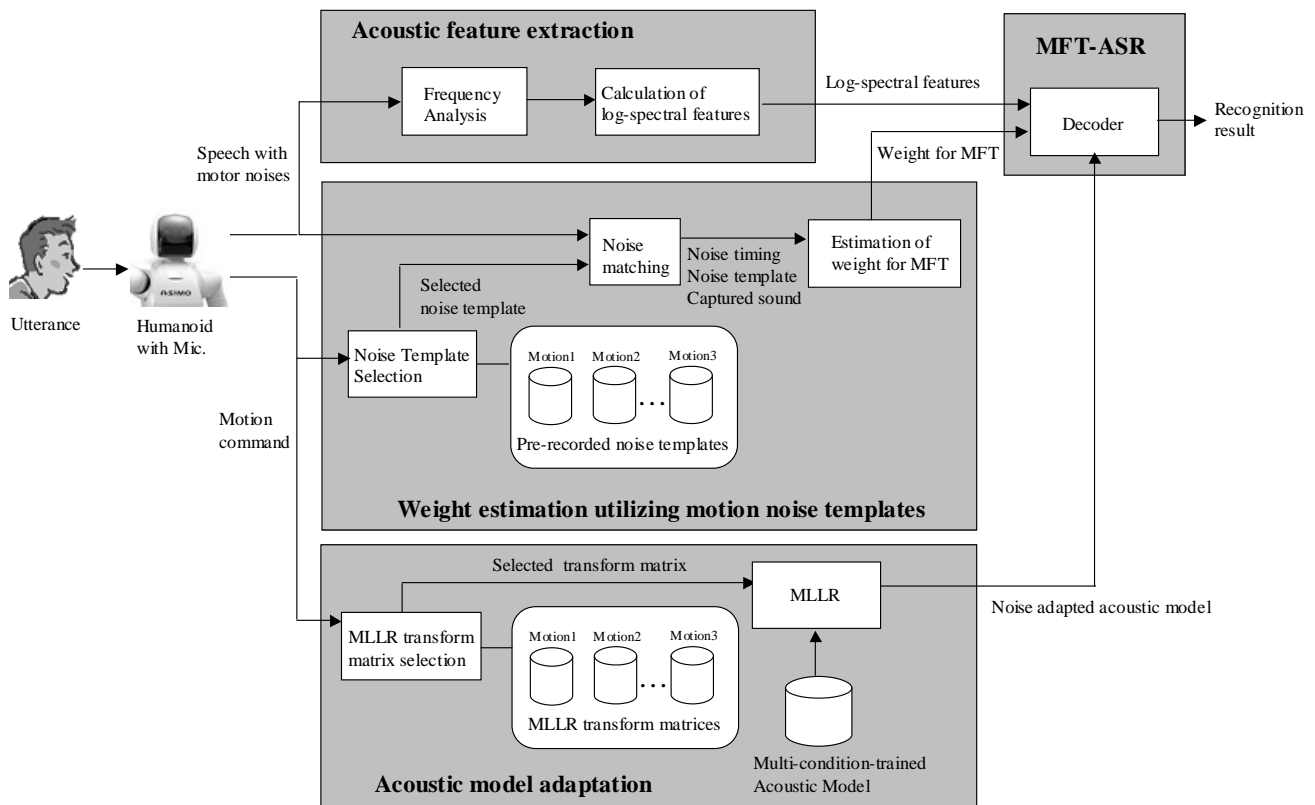 Acoustic feature extraction
Frequency
Analysis
Calculation of
log-spectral features
Log-spectral features
MFT-ASR
Decoder
Recognition
result
Weight for MFT
Speech with
motor noises
Utterance
Humanoid
with Mic.
Noise
matching
Noise timing
Noise template
Captured sound
Estimation of
weight for MFT
Selected
noise template
Noise Template
Selection
Motion1
Motion2
...
Motion3
Pre-recorded noise templates
Motion
command
Weight estimation utilizing motion noise templates
Selected transform matrix
MLLR
Noise adapted acoustic model
MLLR transform
matrix selection
Motion1
Motion2
...
Motion3
MLLR transform matrices
Multi-condition-trained
Acoustic Model
Acoustic model adaptation
ASIMO